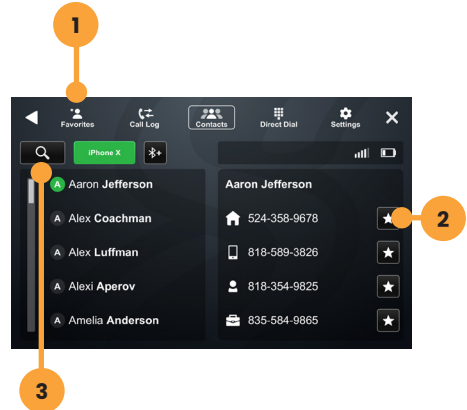 1
Favorites Call Log Contacts Direct Dial Settings
iPhone X
A Aaron Jefferson
A Alex Coachman
A Alex Luffman
A Alexi Aperov
A Amelia Anderson
Aaron Jefferson
524-358-9678
818-589-3826
818-354-9825
835-584-9865
2
3